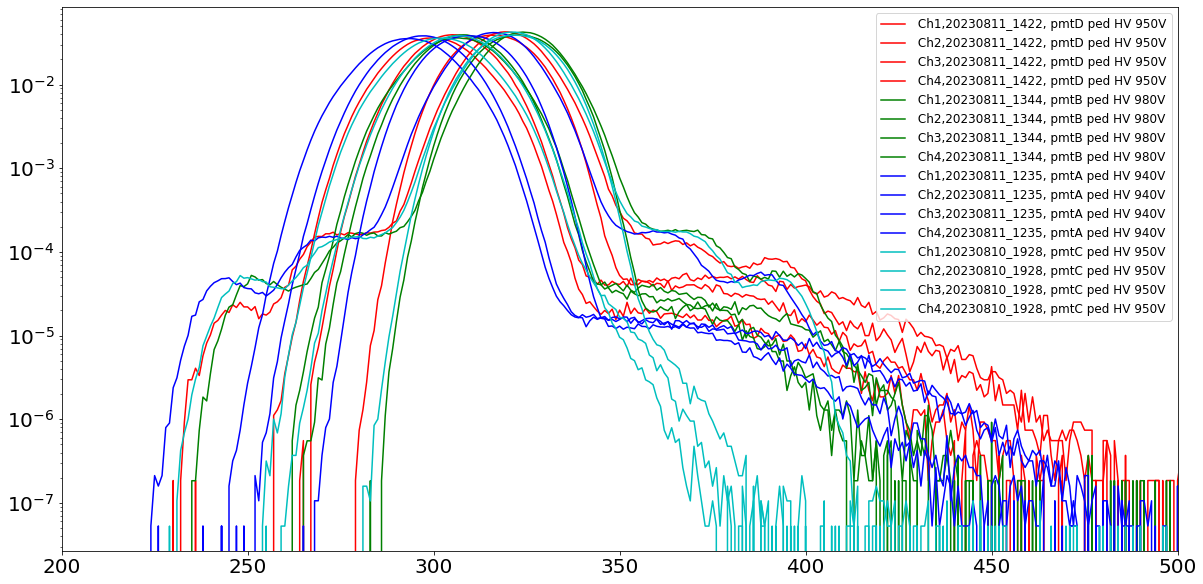 Ch1,20230811_1422, pmtD ped HV 950V
Ch2,20230811_1422, pmtD ped HV 950V
Ch3,20230811_1422, pmtD ped HV 950V
Ch4,20230811_1422, pmtD ped HV 950V
Ch1,20230811_1344, pmtB ped HV 980V
Ch2,20230811_1344, pmtB ped HV 980V
Ch3,20230811_1344, pmtB ped HV 980V
Ch4,20230811_1344, pmtB ped HV 980V
Ch1,20230811_1235, pmtA ped HV 940V
Ch2,20230811_1235, pmtA ped HV 940V
Ch3,20230811_1235, pmtA ped HV 940V
Ch4,20230811_1235, pmtA ped HV 940V
Ch1,20230810_1928, pmtC ped HV 950V
Ch2,20230810_1928, pmtC ped HV 950V
Ch3,20230810_1928, pmtC ped HV 950V
Ch4,20230810_1928, pmtC ped HV 950V
10⁻²
10⁻³
10⁻⁴
10⁻⁵
10⁻⁶
10⁻⁷
200 250 300 350 400 450 500